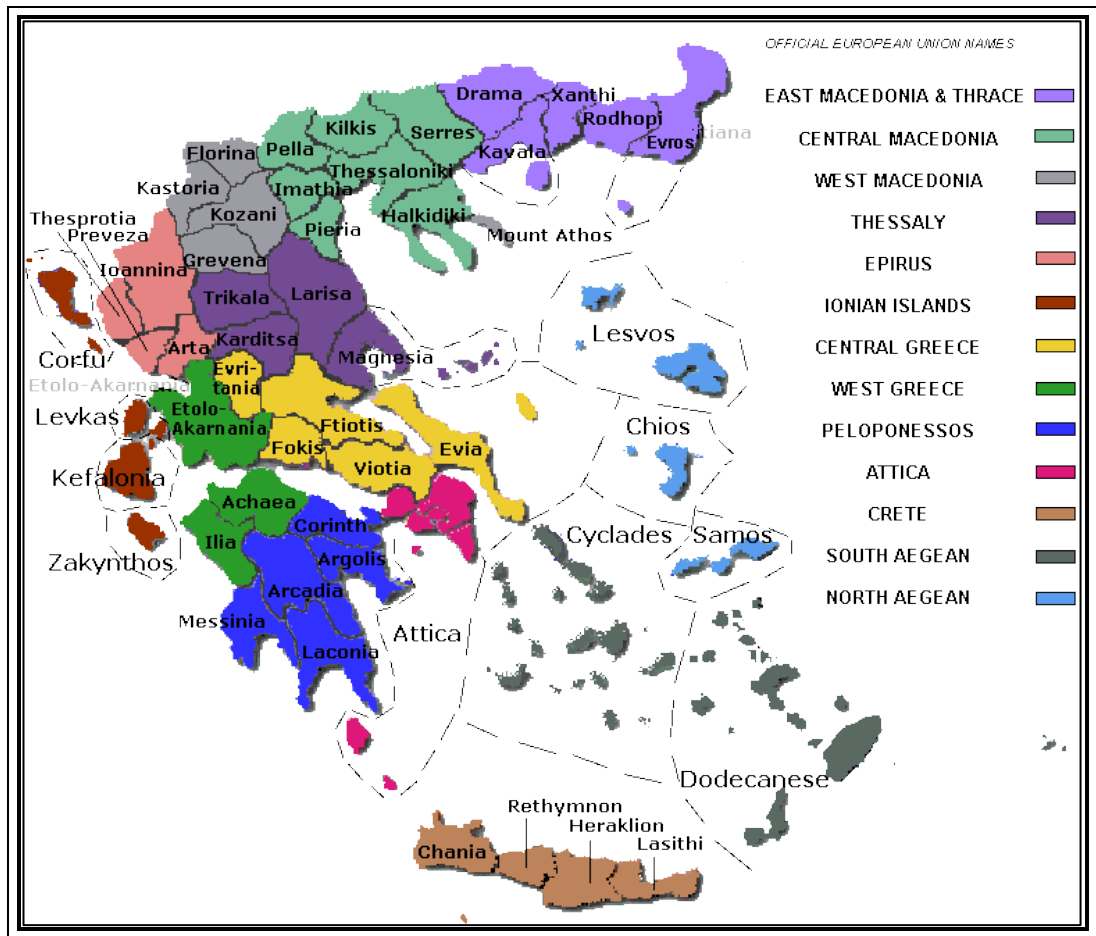 OFFICIAL EUROPEAN UNION NAMES
EAST MACEDONIA & THRACE
CENTRAL MACEDONIA
WEST MACEDONIA
THESSALY
EPIRUS
IONIAN ISLANDS
CENTRAL GREECE
WEST GREECE
PELOPONESSOS
ATTICA
CRETE
SOUTH AEGEAN
NORTH AEGEAN
Drama
Xanthi
Rodhopi
Evros
tiana
Kavala
Serres
Kilkis
Pella
Thessaloniki
Imathia
Halkidiki
Pieria
Mount Athos
Florina
Kastoria
Kozani
Grevena
Thesprotia
Preveza
Ioannina
Arta
Trikala
Larisa
Karditsa
Magnesia
Corfu
Etolo-Akarnania
Levkas
Kefalonia
Zakynthos
Evri-
tania
Etolo-
Akarnania
Ftiotis
Fokis
Viotia
Evia
Achaea
Ilia
Corinth
Argolis
Arcadia
Messinia
Laconia
Attica
Lesvos
Chios
Samos
Cyclades
Dodecanese
Rethymnon
Heraklion
Lasithi
Chania